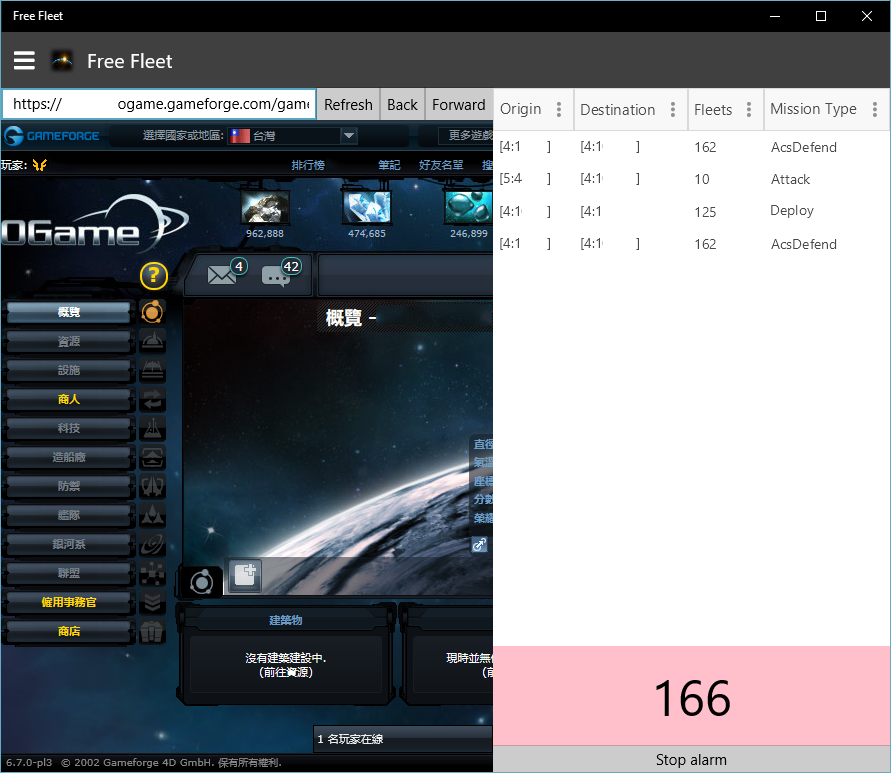 Free Fleet
Free Fleet
https:// ogame.gameforge.com/game
Refresh
Back
Forward
GAMEFORGE
選擇國家或地區:
台灣
更多遊戲
玩家:
排行榜
筆記
好友名單
搜
OGame
962,888
474,685
246,899
4
42
?
概覽 -
概覽
資源
設施
商人
科技
造船廠
防禦
艦隊
銀河系
聯盟
僱用事務官
商店
直徑
氣溫
座標
分數
榮耀
建築物
沒有建築建設中.
(前往資源)
現時並無
(前
1 名玩家在線
6.7.0-pl3 © 2002 Gameforge 4D GmbH. 保有所有權利.
Origin Destination Fleets Mission Type
[4:1 ] [4:1 ] 162 AcsDefend
[5:4 ] [4:1 ] 10 Attack
[4:1 ] [4:1 ] 125 Deploy
[4:1 ] [4:1 ] 162 AcsDefend
166
Stop alarm